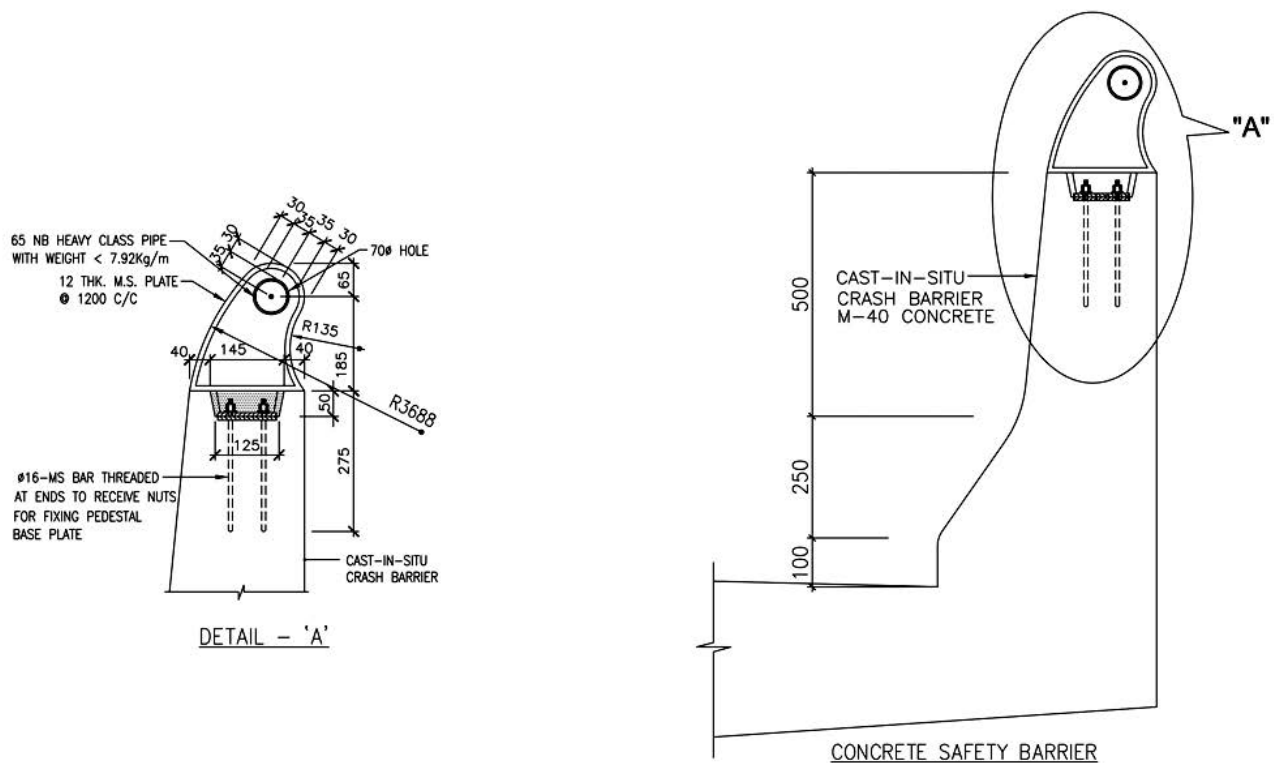 30
35
35
30
30
35
65 NB HEAVY CLASS PIPE
WITH WEIGHT < 7.92Kg/m
70ø HOLE
65
12 THK. M.S. PLATE
@ 1200 C/C
R135
40
145
40
185
50
R3688
125
275
ø16-MS BAR THREADED
AT ENDS TO RECEIVE NUTS
FOR FIXING PEDESTAL
BASE PLATE
CAST-IN-SITU
CRASH BARRIER
DETAIL - 'A'
"A"
CAST-IN-SITU
CRASH BARRIER
M-40 CONCRETE
500
250
100
CONCRETE SAFETY BARRIER